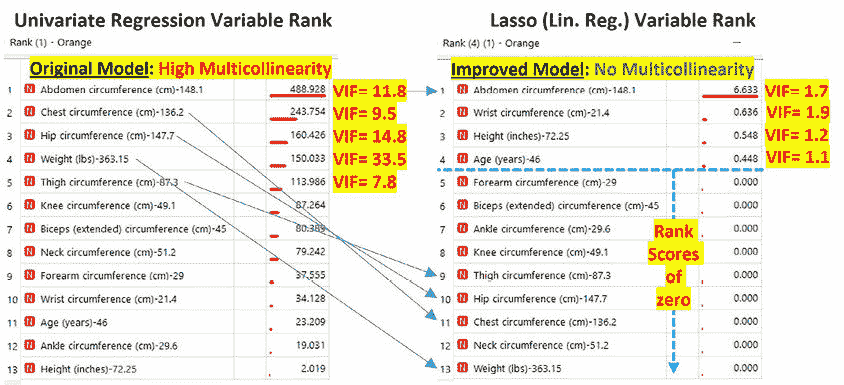 Univariate Regression Variable Rank
Rank (1) - Orange
Original Model: High Multicollinearity
1 N Abdomen circumference (cm)-148.1 488.928 VIF= 11.8
2 N Chest circumference (cm)-136.2 243.754 VIF= 9.5
3 N Hip circumference (cm)-147.7 160.426 VIF= 14.8
4 N Weight (lbs)-363.15 150.033 VIF= 33.5
5 N Thigh circumference (cm)-87.3 113.986 VIF= 7.8
6 N Knee circumference (cm)-49.1 87.264
7 N Biceps (extended) circumference (cm)-45 80.389
8 N Neck circumference (cm)-51.2 79.242
9 N Forearm circumference (cm)-29 37.555
10 N Wrist circumference (cm)-21.4 34.128
11 N Age (years)-46 23.209
12 N Ankle circumference (cm)-29.6 19.031
13 N Height (inches)-72.25 2.019
Lasso (Lin. Reg.) Variable Rank
Rank (4) (1) - Orange
Improved Model: No Multicollinearity
1 N Abdomen circumference (cm)-148.1 6.633 VIF= 1.7
2 N Wrist circumference (cm)-21.4 0.636 VIF= 1.9
3 N Height (inches)-72.25 0.548 VIF= 1.2
4 N Age (years)-46 0.448 VIF= 1.1
5 N Forearm circumference (cm)-29 0.000
6 N Biceps (extended) circumference (cm)-45 0.000
7 N Ankle circumference (cm)-29.6 0.000
8 N Knee circumference (cm)-49.1 0.000
9 N Thigh circumference (cm)-87.3 0.000
10 N Hip circumference (cm)-147.7 0.000
11 N Chest circumference (cm)-136.2 0.000
12 N Neck circumference (cm)-51.2 0.000
13 N Weight (lbs)-363.15 0.000
Rank
Scores
of
zero